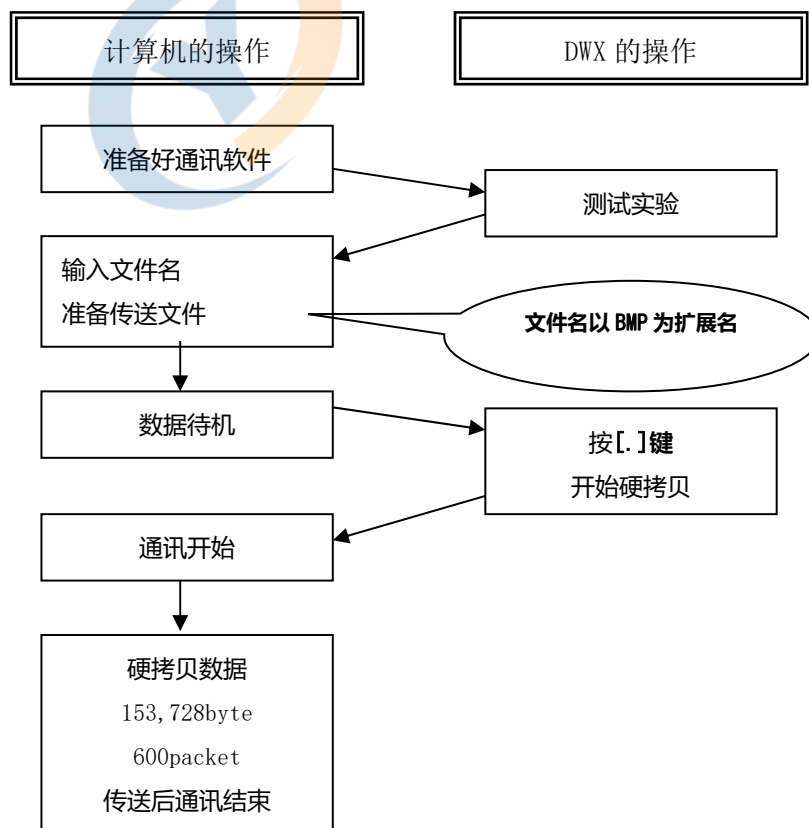 计算机的操作
DWX 的操作
准备好通讯软件
测试实验
输入文件名
准备传送文件
文件名以 BMP 为扩展名
数据待机
按[.]键
开始硬拷贝
通讯开始
硬拷贝数据
153,728byte
600packet
传送后通讯结束